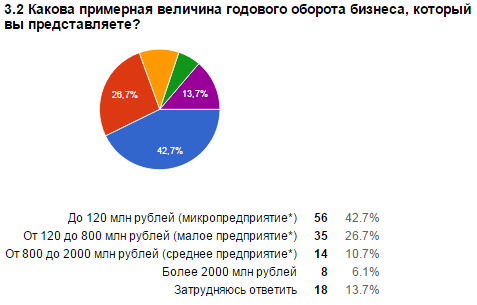 3.2 Какова примерная величина годового оборота бизнеса, который
вы представляете?
26,7%
13,7%
42,7%
До 120 млн рублей (микропредприятие*) 56 42.7%
От 120 до 800 млн рублей (малое предприятие*) 35 26.7%
От 800 до 2000 млн рублей (среднее предприятие*) 14 10.7%
Более 2000 млн рублей 8 6.1%
Затрудняюсь ответить 18 13.7%